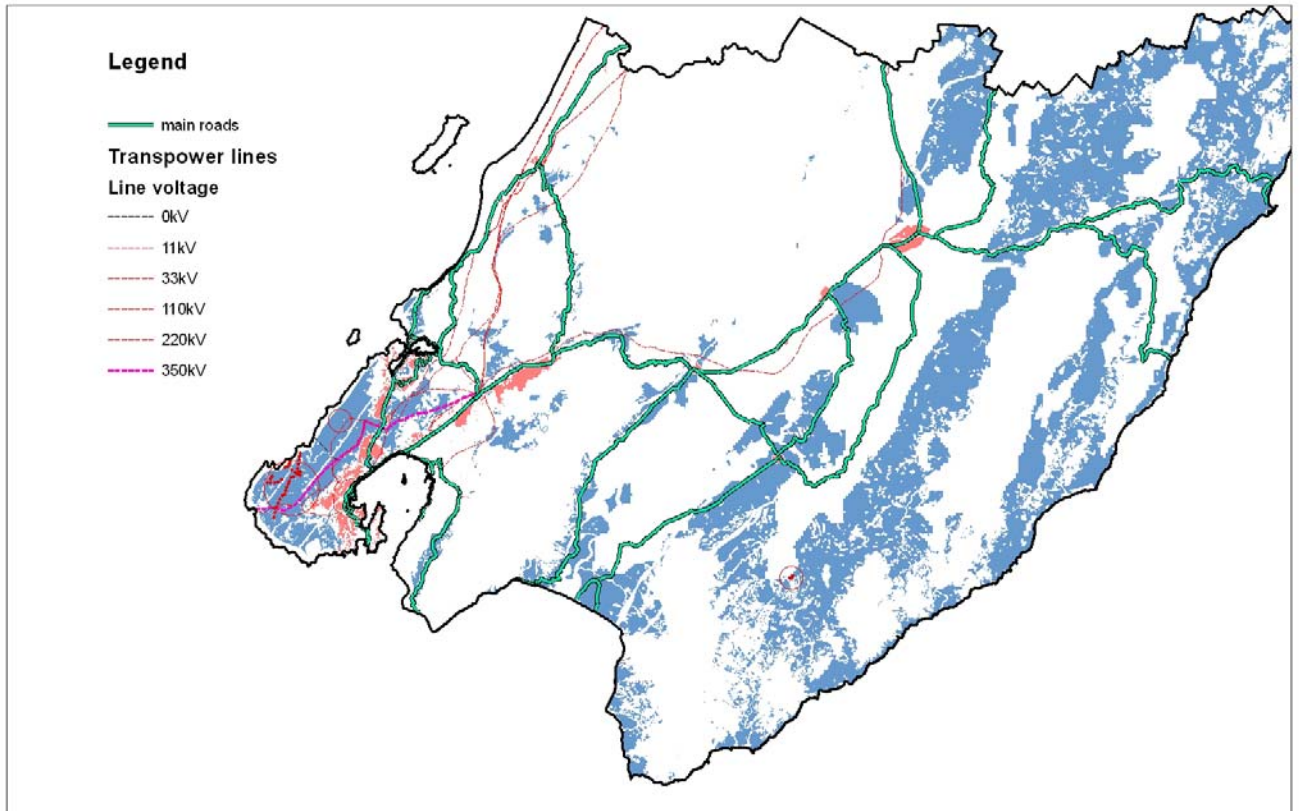 Legend
main roads
Transpower lines
Line voltage
0kV
11kV
33kV
110kV
220kV
350kV